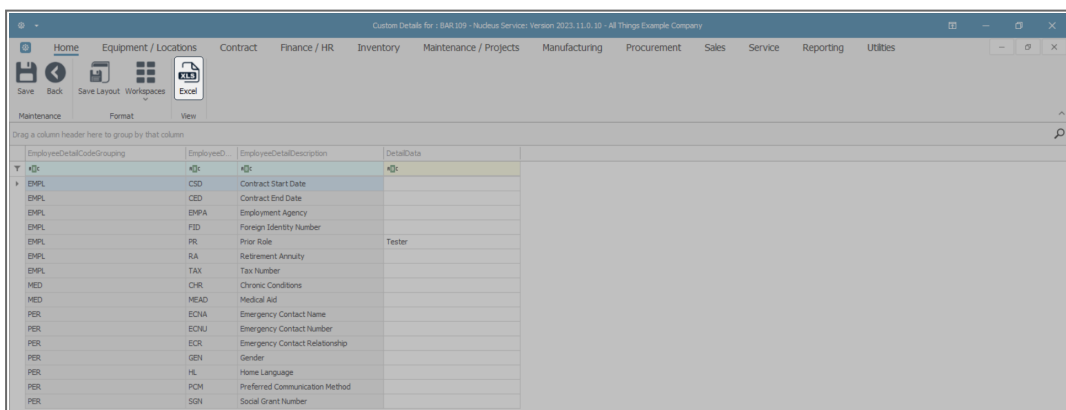 Custom Details for : BAR109 - Nucleus Service: Version 2023.11.0.10 - All Things Example Company
Home Equipment / Locations Contract Finance / HR Inventory Maintenance / Projects Manufacturing Procurement Sales Service Reporting Utilities
XLS
Save Back Save Layout Workspaces Excel
Maintenance Format View
Drag a column header here to group by that column
EmployeeDetailCodeGrouping EmployeeD... EmployeeDetailDescription DetailData
EMPL CSD Contract Start Date
EMPL CED Contract End Date
EMPL EMPA Employment Agency
EMPL FID Foreign Identity Number
EMPL PR Prior Role Tester
EMPL RA Retirement Annuity
EMPL TAX Tax Number
MED CHR Chronic Conditions
MED MEAD Medical Aid
PER ECNA Emergency Contact Name
PER ECNU Emergency Contact Number
PER ECR Emergency Contact Relationship
PER GEN Gender
PER HL Home Language
PER PCM Preferred Communication Method
PER SGN Social Grant Number